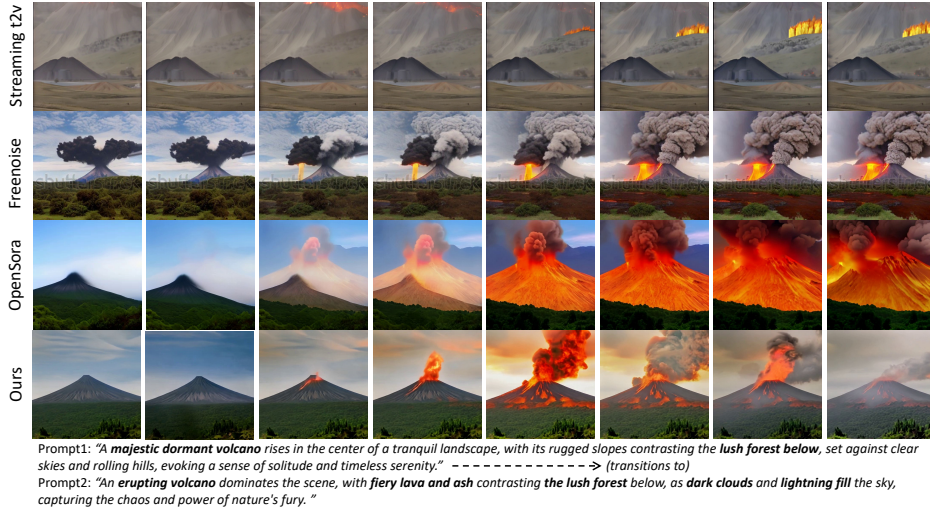 Streaming t2v
Freenoise
OpenSora
Ours
Prompt1: “A majestic dormant volcano rises in the center of a tranquil landscape, with its rugged slopes contrasting the lush forest below, set against clear
skies and rolling hills, evoking a sense of solitude and timeless serenity.” (transitions to)
Prompt2: “An erupting volcano dominates the scene, with fiery lava and ash contrasting the lush forest below, as dark clouds and lightning fill the sky,
capturing the chaos and power of nature's fury. ”